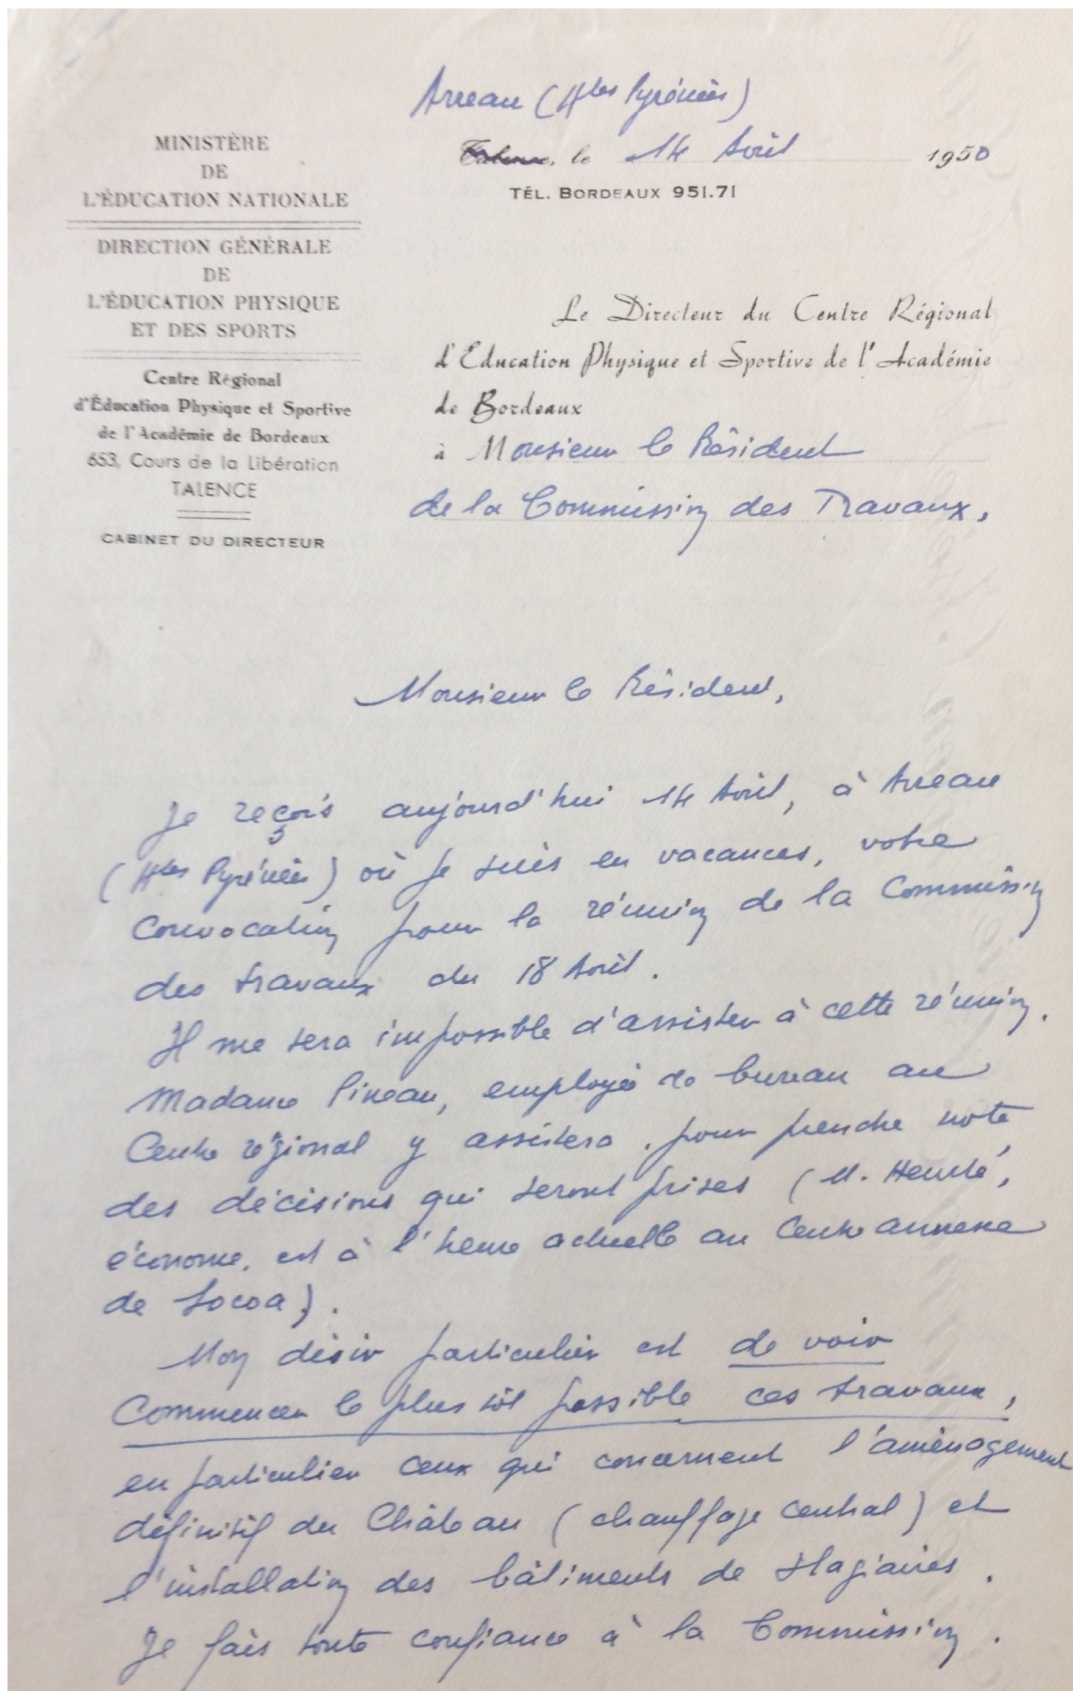 Arreau (Htes Pyrénées)
MINISTÈRE
DE
L'ÉDUCATION NATIONALE
Talence, le 14 Avril 1950
TÉL. BORDEAUX 951.71
DIRECTION GÉNÉRALE
DE
L'ÉDUCATION PHYSIQUE
ET DES SPORTS
Centre Régional
d'Éducation Physique et Sportive
de l'Académie de Bordeaux
653, Cours de la Libération
TALENCE
CABINET DU DIRECTEUR
Le Directeur du Centre Régional
d'Education Physique et Sportive de l'Académie
de Bordeaux
à Monsieur le Président
de la Commission des Travaux,
Monsieur le Président,
Je reçois aujourd'hui 14 Avril, à Arreau
(Htes Pyrénées) où je suis en vacances, votre
convocation pour la réunion de la Commission
des travaux du 18 Avril.
Il me sera impossible d'assister à cette réunion.
Madame Pineau, employée de bureau au
Centre régional y assistera, pour prendre note
des décisions qui seront prises (M.
économe, est à l'heure actuelle au Centre annexe
de Socoa).
Mon désir particulier est de voir
commencer le plus tôt possible ces travaux,
en particulier ceux qui concernent l'aménagement
définitif du Château (chauffage central) et
l'installation des bâtiments de stagiaires.
Je fais toute confiance à la Commission.